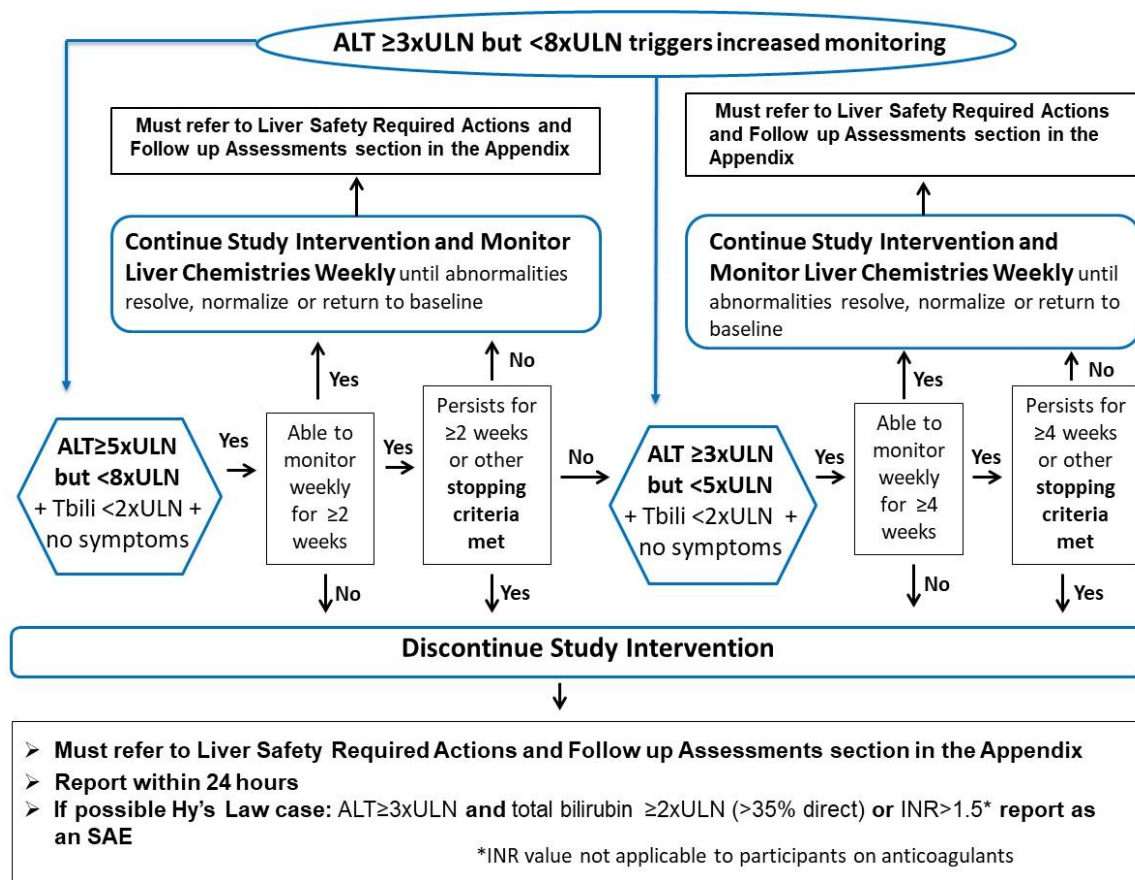 ALT ≥3xULN but <8xULN triggers increased monitoring
Must refer to Liver Safety Required Actions and
Follow up Assessments section in the Appendix
Must refer to Liver Safety Required Actions
and Follow up Assessments section in the
Appendix
Continue Study Intervention and Monitor
Liver Chemistries Weekly until abnormalities
resolve, normalize or return to baseline
Continue Study Intervention and
Monitor Liver Chemistries Weekly until
abnormalities resolve, normalize or return to
baseline
Yes
No
Yes
No
ALT≥5xULN
but <8xULN
+ Tbili <2xULN +
no symptoms
Yes
Able to
monitor
weekly
for ≥2
weeks
Yes
Persists for
≥2 weeks
or other
stopping
criteria
met
No
ALT ≥3xULN
but <5xULN
+ Tbili <2xULN +
no symptoms
Yes
Able to
monitor
weekly
for ≥4
weeks
Yes
Persists for
≥4 weeks
or other
stopping
criteria
met
No
Yes
No
Yes
Discontinue Study Intervention
➢ Must refer to Liver Safety Required Actions and Follow up Assessments section in the Appendix
➢ Report within 24 hours
➢ If possible Hy's Law case: ALT≥3xULN and total bilirubin ≥2xULN (>35% direct) or INR>1.5* report as
an SAE
*INR value not applicable to participants on anticoagulants